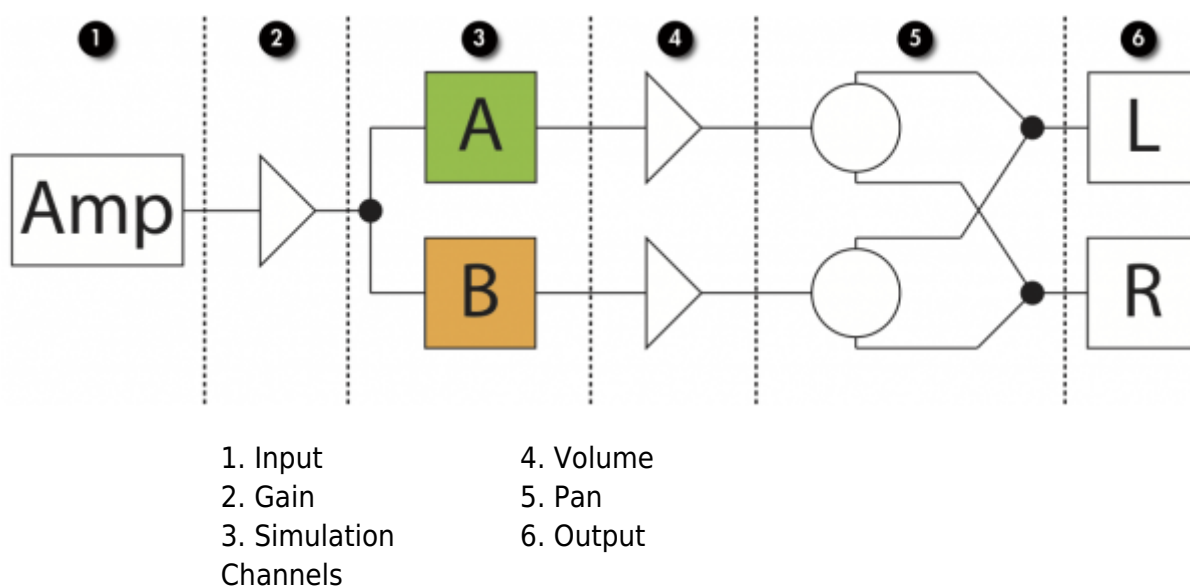 1
2
3
4
5
6
Amp
A
B
L
R
1. Input
2. Gain
3. Simulation
Channels
4. Volume
5. Pan
6. Output